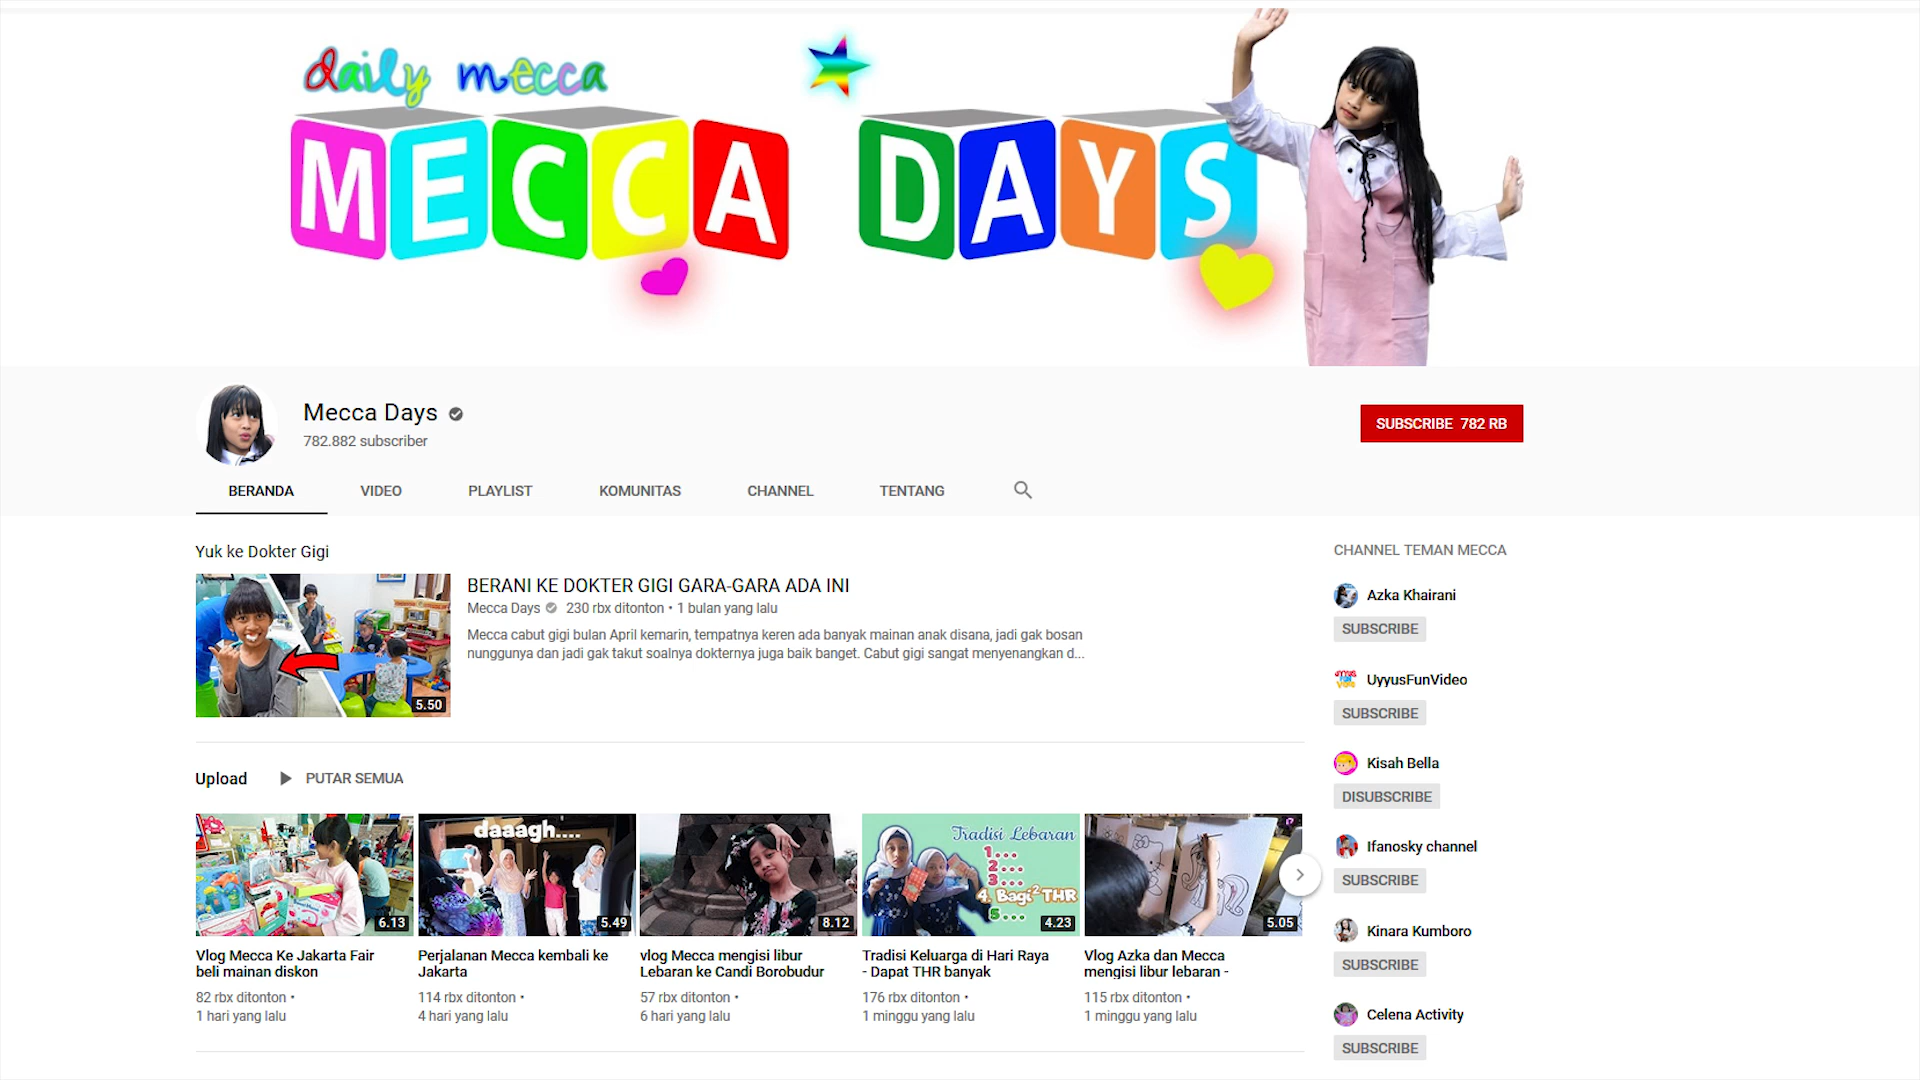 daily mecca
MECCA DAYS
Mecca Days
782.882 subscriber
SUBSCRIBE 782 RB
BERANDA
VIDEO
PLAYLIST
KOMUNITAS
CHANNEL
TENTANG
Yuk ke Dokter Gigi
5.50
BERANI KE DOKTER GIGI GARA-GARA ADA INI
Mecca Days 230 rbx ditonton • 1 bulan yang lalu
Mecca cabut gigi bulan April kemarin, tempatnya keren ada banyak mainan anak disana, jadi gak bosan
nunggunya dan jadi gak takut soalnya dokternya juga baik banget. Cabut gigi sangat menyenangkan d...
Upload
PUTAR SEMUA
6.13
Vlog Mecca Ke Jakarta Fair
beli mainan diskon
82 rbx ditonton •
1 hari yang lalu
daaagh....
5.49
Perjalanan Mecca kembali ke
Jakarta
114 rbx ditonton •
4 hari yang lalu
8.12
vlog Mecca mengisi libur
Lebaran ke Candi Borobudur
57 rbx ditonton •
6 hari yang lalu
Tradisi Lebaran
1...
2...
3...
4. Bagi² THR
5...
4.23
Tradisi Keluarga di Hari Raya
- Dapat THR banyak
176 rbx ditonton •
1 minggu yang lalu
5.05
Vlog Azka dan Mecca
mengisi libur lebaran -
115 rbx ditonton •
1 minggu yang lalu
CHANNEL TEMAN MECCA
Azka Khairani
SUBSCRIBE
UyyusFunVideo
SUBSCRIBE
Kisah Bella
DISUBSCRIBE
Ifanosky channel
SUBSCRIBE
Kinara Kumboro
SUBSCRIBE
Celena Activity
SUBSCRIBE